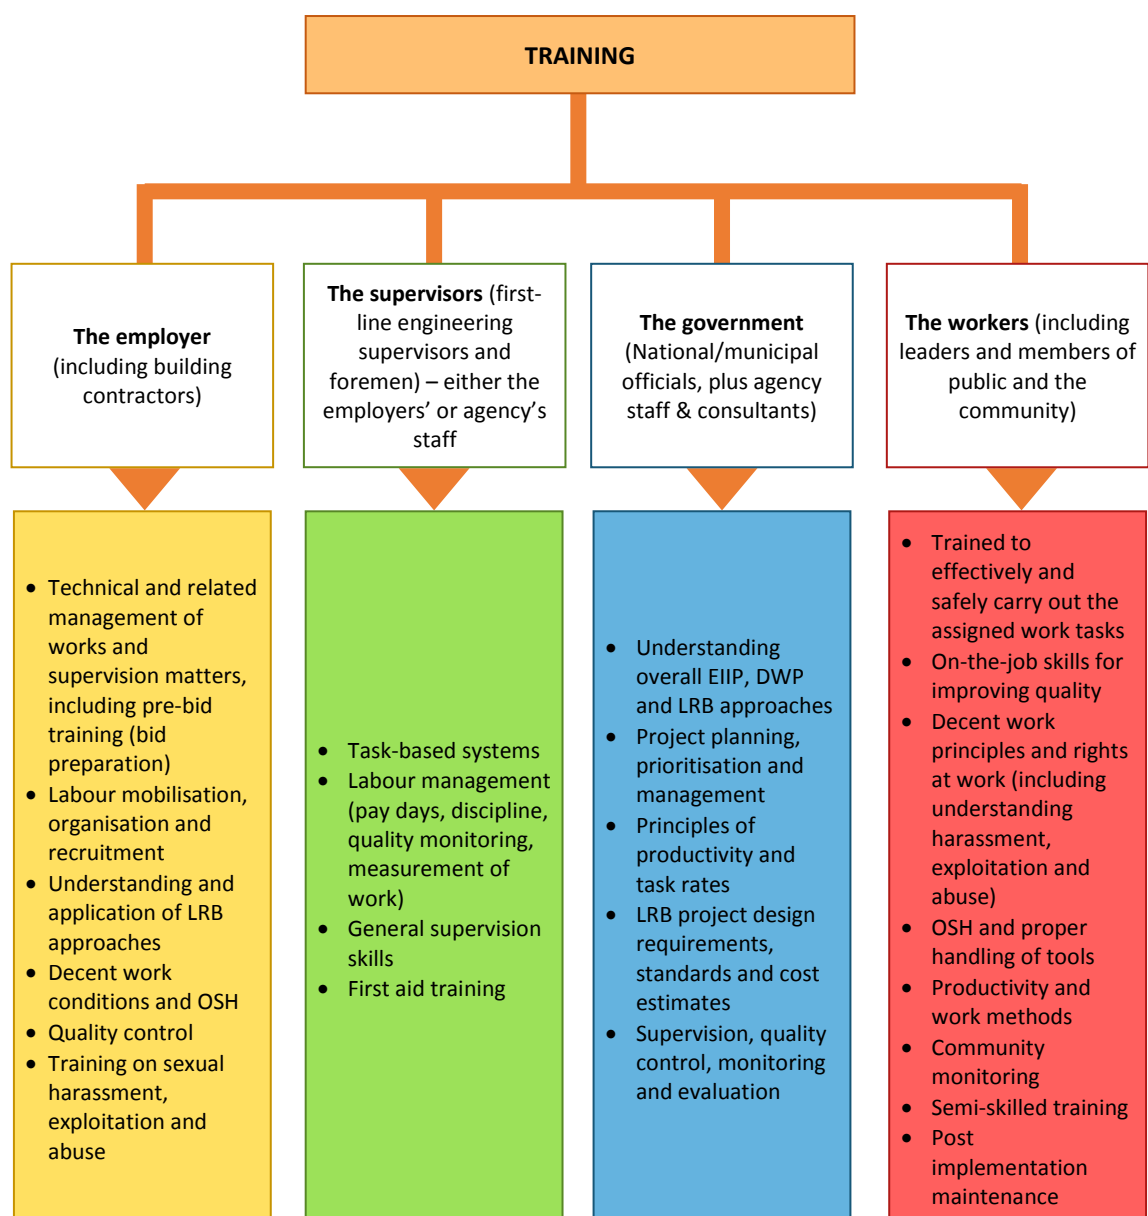 TRAINING
The employer
(including building
contractors)
The supervisors (first-
line engineering
supervisors and
foremen) – either the
employers’ or agency’s
staff
The government
(National/municipal
officials, plus agency
staff & consultants)
The workers (including
leaders and members of
public and the
community)
• Technical and related
management of
works and
supervision matters,
including pre-bid
training (bid
preparation)
• Labour mobilisation,
organisation and
recruitment
• Understanding and
application of LRB
approaches
• Decent work
conditions and OSH
• Quality control
• Training on sexual
harassment,
exploitation and
abuse
• Task-based systems
• Labour management
(pay days, discipline,
quality monitoring,
measurement of
work)
• General supervision
skills
• First aid training
• Understanding
overall EIIP, DWP
and LRB approaches
• Project planning,
prioritisation and
management
• Principles of
productivity and
task rates
• LRB project design
requirements,
standards and cost
estimates
• Supervision, quality
control, monitoring
and evaluation
• Trained to
effectively and
safely carry out the
assigned work tasks
• On-the-job skills for
improving quality
• Decent work
principles and rights
at work (including
understanding
harassment,
exploitation and
abuse)
• OSH and proper
handling of tools
• Productivity and
work methods
• Community
monitoring
• Semi-skilled training
• Post
implementation
maintenance